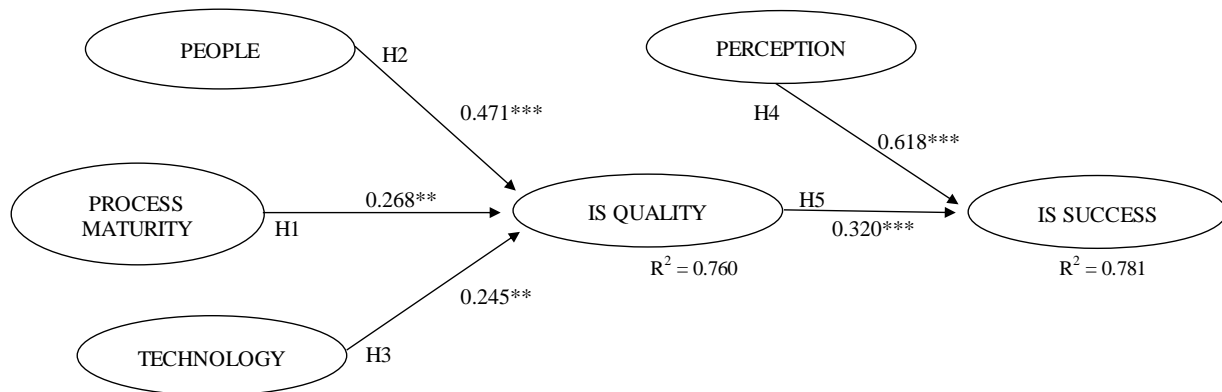 PEOPLE
H2
0.471***
PERCEPTION
H4
0.618***
PROCESS
MATURITY
H1
0.268**
IS QUALITY
R² = 0.760
H5
0.320***
IS SUCCESS
R² = 0.781
TECHNOLOGY
H3
0.245**